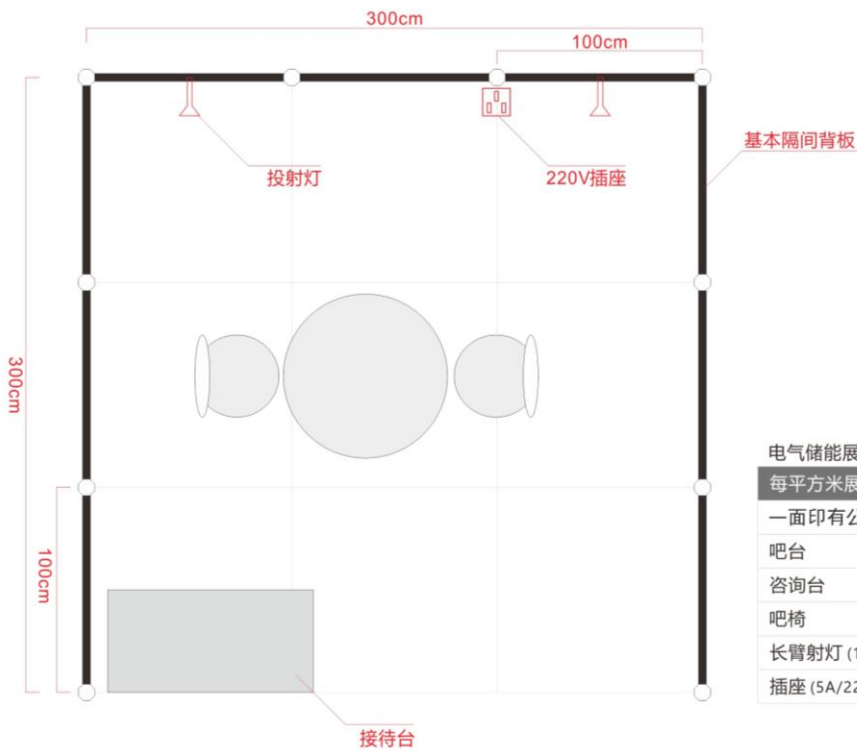 300cm
100cm
基本隔间背板
投射灯
220V插座
300cm
100cm
电气储能展
每平方米展
一面印有公
吧台
咨询台
吧椅
长臂射灯 (1
插座 (5A/22
接待台